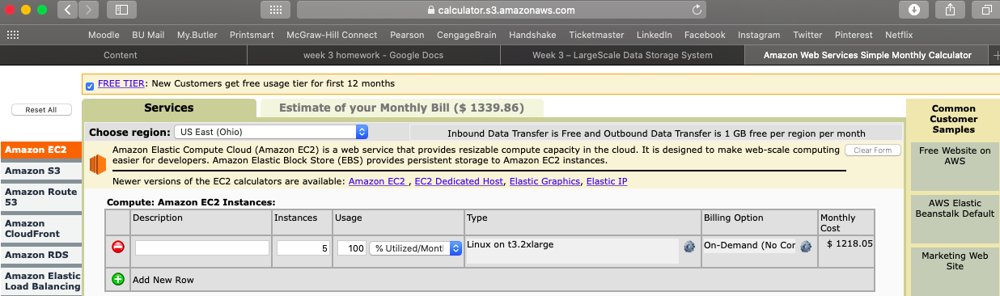 calculator.s3.amazonaws.com
Moodle BU Mail My.Butler Printsmart McGraw-Hill Connect Pearson CengageBrain Handshake Ticketmaster LinkedIn Facebook Instagram Twitter Pinterest Netflix
Content week 3 homework - Google Docs Week 3 – LargeScale Data Storage System Amazon Web Services Simple Monthly Calculator
FREE TIER: New Customers get free usage tier for first 12 months
Reset All
Services Estimate of your Monthly Bill ($ 1339.86)
Common
Customer
Samples
Choose region: US East (Ohio) Inbound Data Transfer is Free and Outbound Data Transfer is 1 GB free per region per month
Amazon EC2
Amazon S3
Amazon Route
53
Amazon
CloudFront
Amazon RDS
Amazon Elastic
Load Balancing
Amazon Elastic Compute Cloud (Amazon EC2) is a web service that provides resizable compute capacity in the cloud. It is designed to make web-scale computing
easier for developers. Amazon Elastic Block Store (EBS) provides persistent storage to Amazon EC2 instances.
Clear Form
Newer versions of the EC2 calculators are available: Amazon EC2 , EC2 Dedicated Host, Elastic Graphics, Elastic IP
Compute: Amazon EC2 Instances:
Description Instances Usage Type Billing Option Monthly
Cost
5 100 % Utilized/Montl Linux on t3.2xlarge On-Demand (No Cor $ 1218.05
Add New Row
Free Website on
AWS
AWS Elastic
Beanstalk Default
Marketing Web
Site